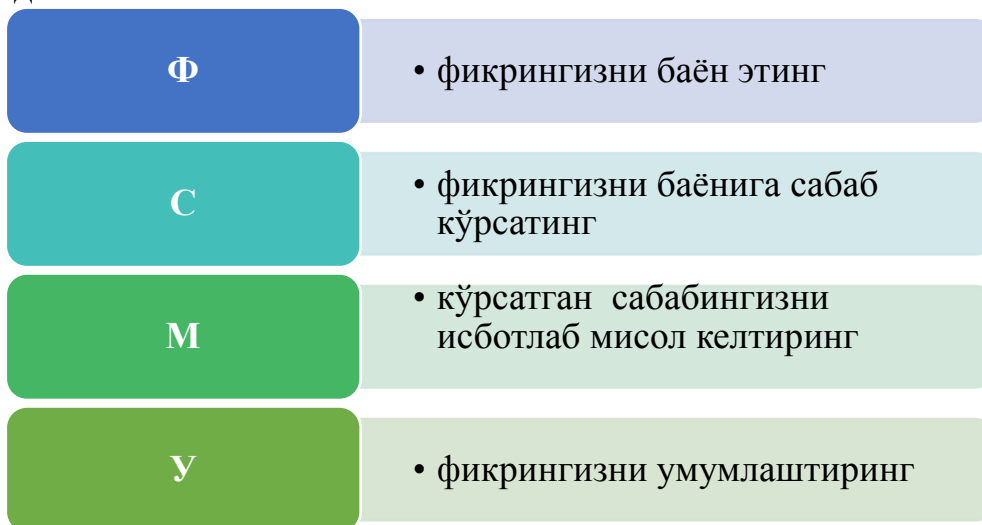 Ф
• фикрингизни баён этинг
С
• фикрингизни баёнига сабаб
кўрсатинг
М
• кўрсатган сабабингизни
исботлаб мисол келтиринг
У
• фикрингизни умумлаштиринг